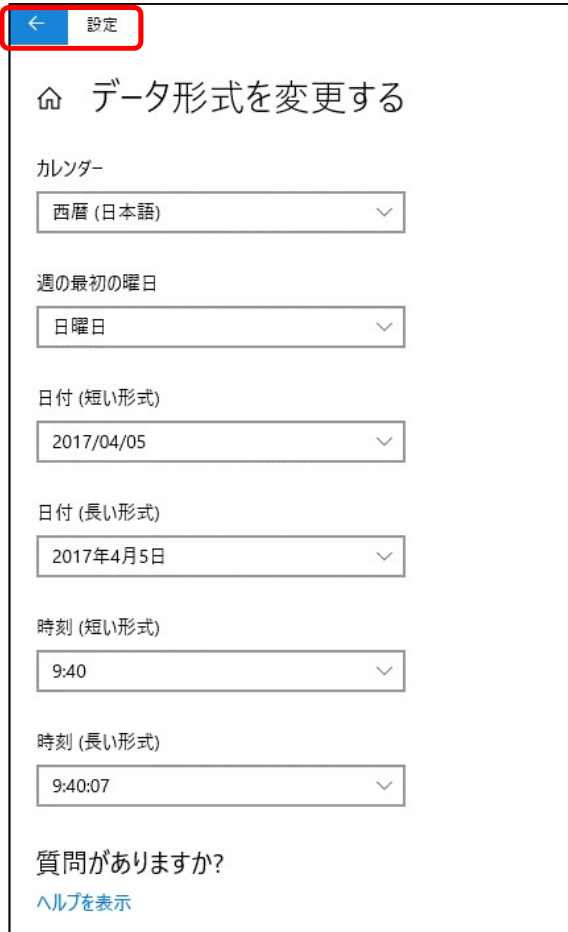 設定
データ形式を変更する
カレンダー
西暦 (日本語)
週の最初の曜日
日曜日
日付 (短い形式)
2017/04/05
日付 (長い形式)
2017年4月5日
時刻 (短い形式)
9:40
時刻 (長い形式)
9:40:07
質問がありますか?
ヘルプを表示